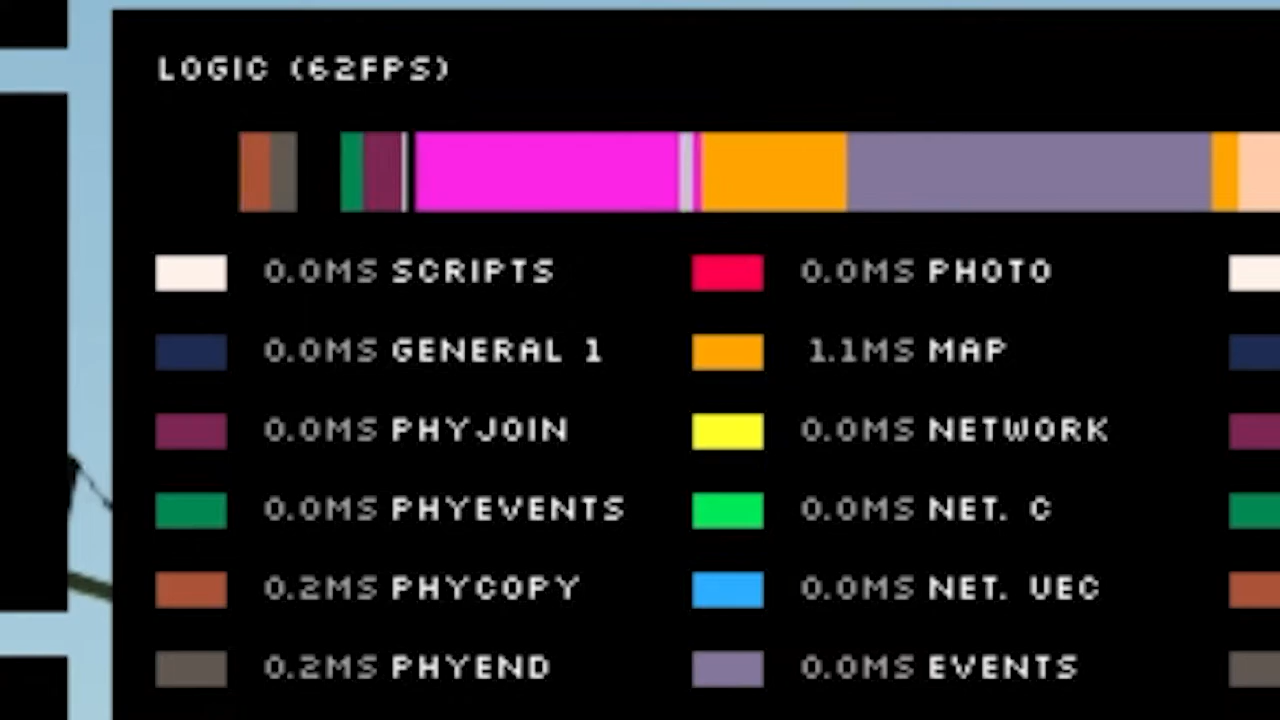 LOGIC (62FPS)
0.0MS SCRIPTS
0.0MS PHOTO
0.0MS GENERAL 1
1.1MS MAP
0.0MS PHYJOIN
0.0MS NETWORK
0.0MS PHYEVENTS
0.0MS NET. C
0.2MS PHYCOPY
0.0MS NET. VEC
0.2MS PHYEND
0.0MS EVENTS